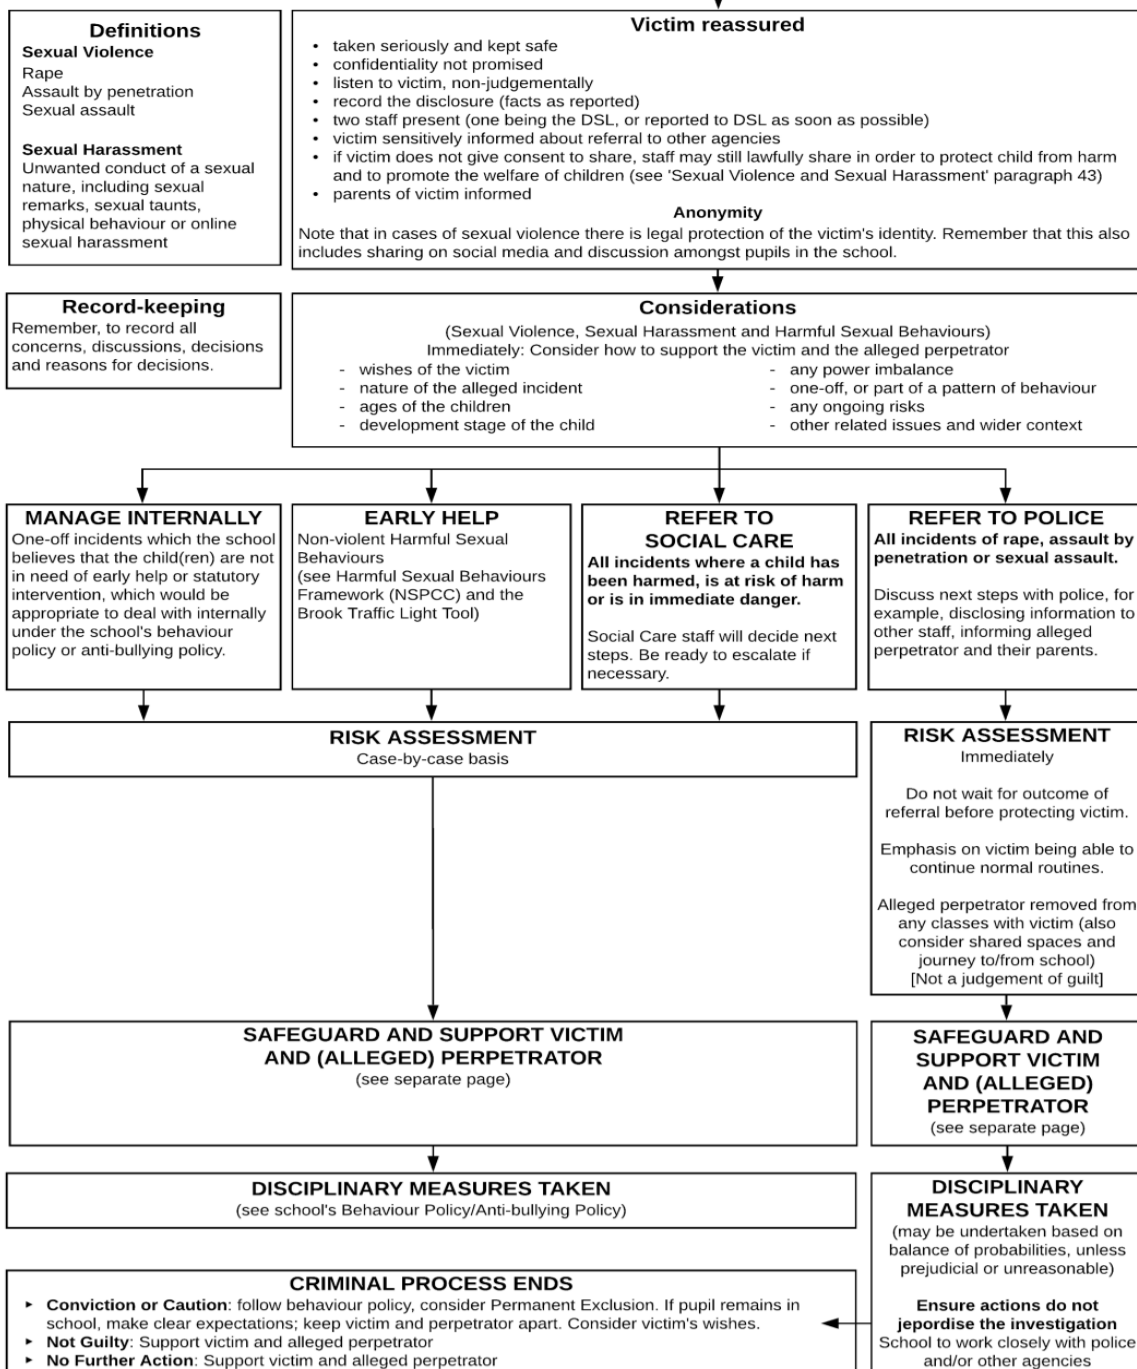 Definitions
Sexual Violence
Rape
Assault by penetration
Sexual assault
Sexual Harassment
Unwanted conduct of a sexual
nature, including sexual
remarks, sexual taunts,
physical behaviour or online
sexual harassment
Victim reassured
• taken seriously and kept safe
• confidentiality not promised
• listen to victim, non-judgementally
• record the disclosure (facts as reported)
• two staff present (one being the DSL, or reported to DSL as soon as possible)
• victim sensitively informed about referral to other agencies
• if victim does not give consent to share, staff may still lawfully share in order to protect child from harm
and to promote the welfare of children (see 'Sexual Violence and Sexual Harassment' paragraph 43)
• parents of victim informed
Anonymity
Note that in cases of sexual violence there is legal protection of the victim's identity. Remember that this also
includes sharing on social media and discussion amongst pupils in the school.
Record-keeping
Remember, to record all
concerns, discussions, decisions
and reasons for decisions.
Considerations
(Sexual Violence, Sexual Harassment and Harmful Sexual Behaviours)
Immediately: Consider how to support the victim and the alleged perpetrator
- wishes of the victim
- nature of the alleged incident
- ages of the children
- development stage of the child
- any power imbalance
- one-off, or part of a pattern of behaviour
- any ongoing risks
- other related issues and wider context
MANAGE INTERNALLY
One-off incidents which the school
believes that the child(ren) are not
in need of early help or statutory
intervention, which would be
appropriate to deal with internally
under the school's behaviour
policy or anti-bullying policy.
EARLY HELP
Non-violent Harmful Sexual
Behaviours
(see Harmful Sexual Behaviours
Framework (NSPCC) and the
Brook Traffic Light Tool)
REFER TO
SOCIAL CARE
All incidents where a child has
been harmed, is at risk of harm
or is in immediate danger.
Social Care staff will decide next
steps. Be ready to escalate if
necessary.
REFER TO POLICE
All incidents of rape, assault by
penetration or sexual assault.
Discuss next steps with police, for
example, disclosing information to
other staff, informing alleged
perpetrator and their parents.
RISK ASSESSMENT
Case-by-case basis
RISK ASSESSMENT
Immediately
Do not wait for outcome of
referral before protecting victim.
Emphasis on victim being able to
continue normal routines.
Alleged perpetrator removed from
any classes with victim (also
consider shared spaces and
journey to/from school)
[Not a judgement of guilt]
SAFEGUARD AND SUPPORT VICTIM
AND (ALLEGED) PERPETRATOR
(see separate page)
SAFEGUARD AND
SUPPORT VICTIM
AND (ALLEGED)
PERPETRATOR
(see separate page)
DISCIPLINARY MEASURES TAKEN
(see school's Behaviour Policy/Anti-bullying Policy)
DISCIPLINARY
MEASURES TAKEN
(may be undertaken based on
balance of probabilities, unless
prejudicial or unreasonable)
Ensure actions do not
jepordise the investigation
School to work closely with police
and/or other agencies
CRIMINAL PROCESS ENDS
▸ Conviction or Caution: follow behaviour policy, consider Permanent Exclusion. If pupil remains in
school, make clear expectations; keep victim and perpetrator apart. Consider victim's wishes.
▸ Not Guilty: Support victim and alleged perpetrator
▸ No Further Action: Support victim and alleged perpetrator